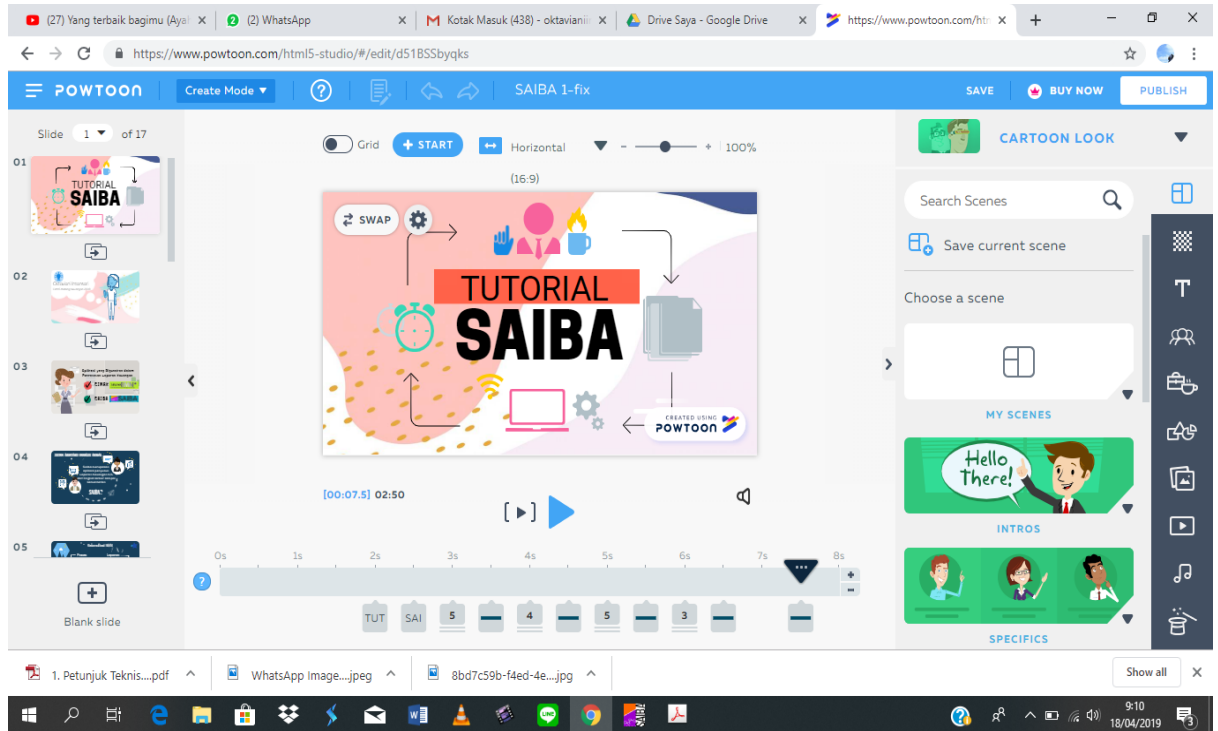 (27) Yang terbaik bagimu (Aya
(2) WhatsApp
Kotak Masuk (438) - oktavianiin
Drive Saya - Google Drive
https://www.powtoon.com/htm
https://www.powtoon.com/html5-studio/#/edit/d51BSSbyqks
POWTOON
Create Mode
?
SAIBA 1-fix
SAVE
BUY NOW
PUBLISH
Slide 1 of 17
Grid
+ START
Horizontal
(16:9)
- + 100%
CARTOON LOOK
01
TUTORIAL
SAIBA
02
03
04
05
SWAP
TUTORIAL
SAIBA
CREATED USING
POWTOON
Search Scenes
Save current scene
Choose a scene
MY SCENES
Hello
There!
INTROS
SPECIFICS
[00:07.5] 02:50
0s 1s 2s 3s 4s 5s 6s 7s 8s
?
TUT SAI 5 4 5 3
Blank slide
1. Petunjuk Teknis....pdf
WhatsApp Image....jpeg
8bd7c59b-f4ed-4e....jpg
Show all
9:10
18/04/2019